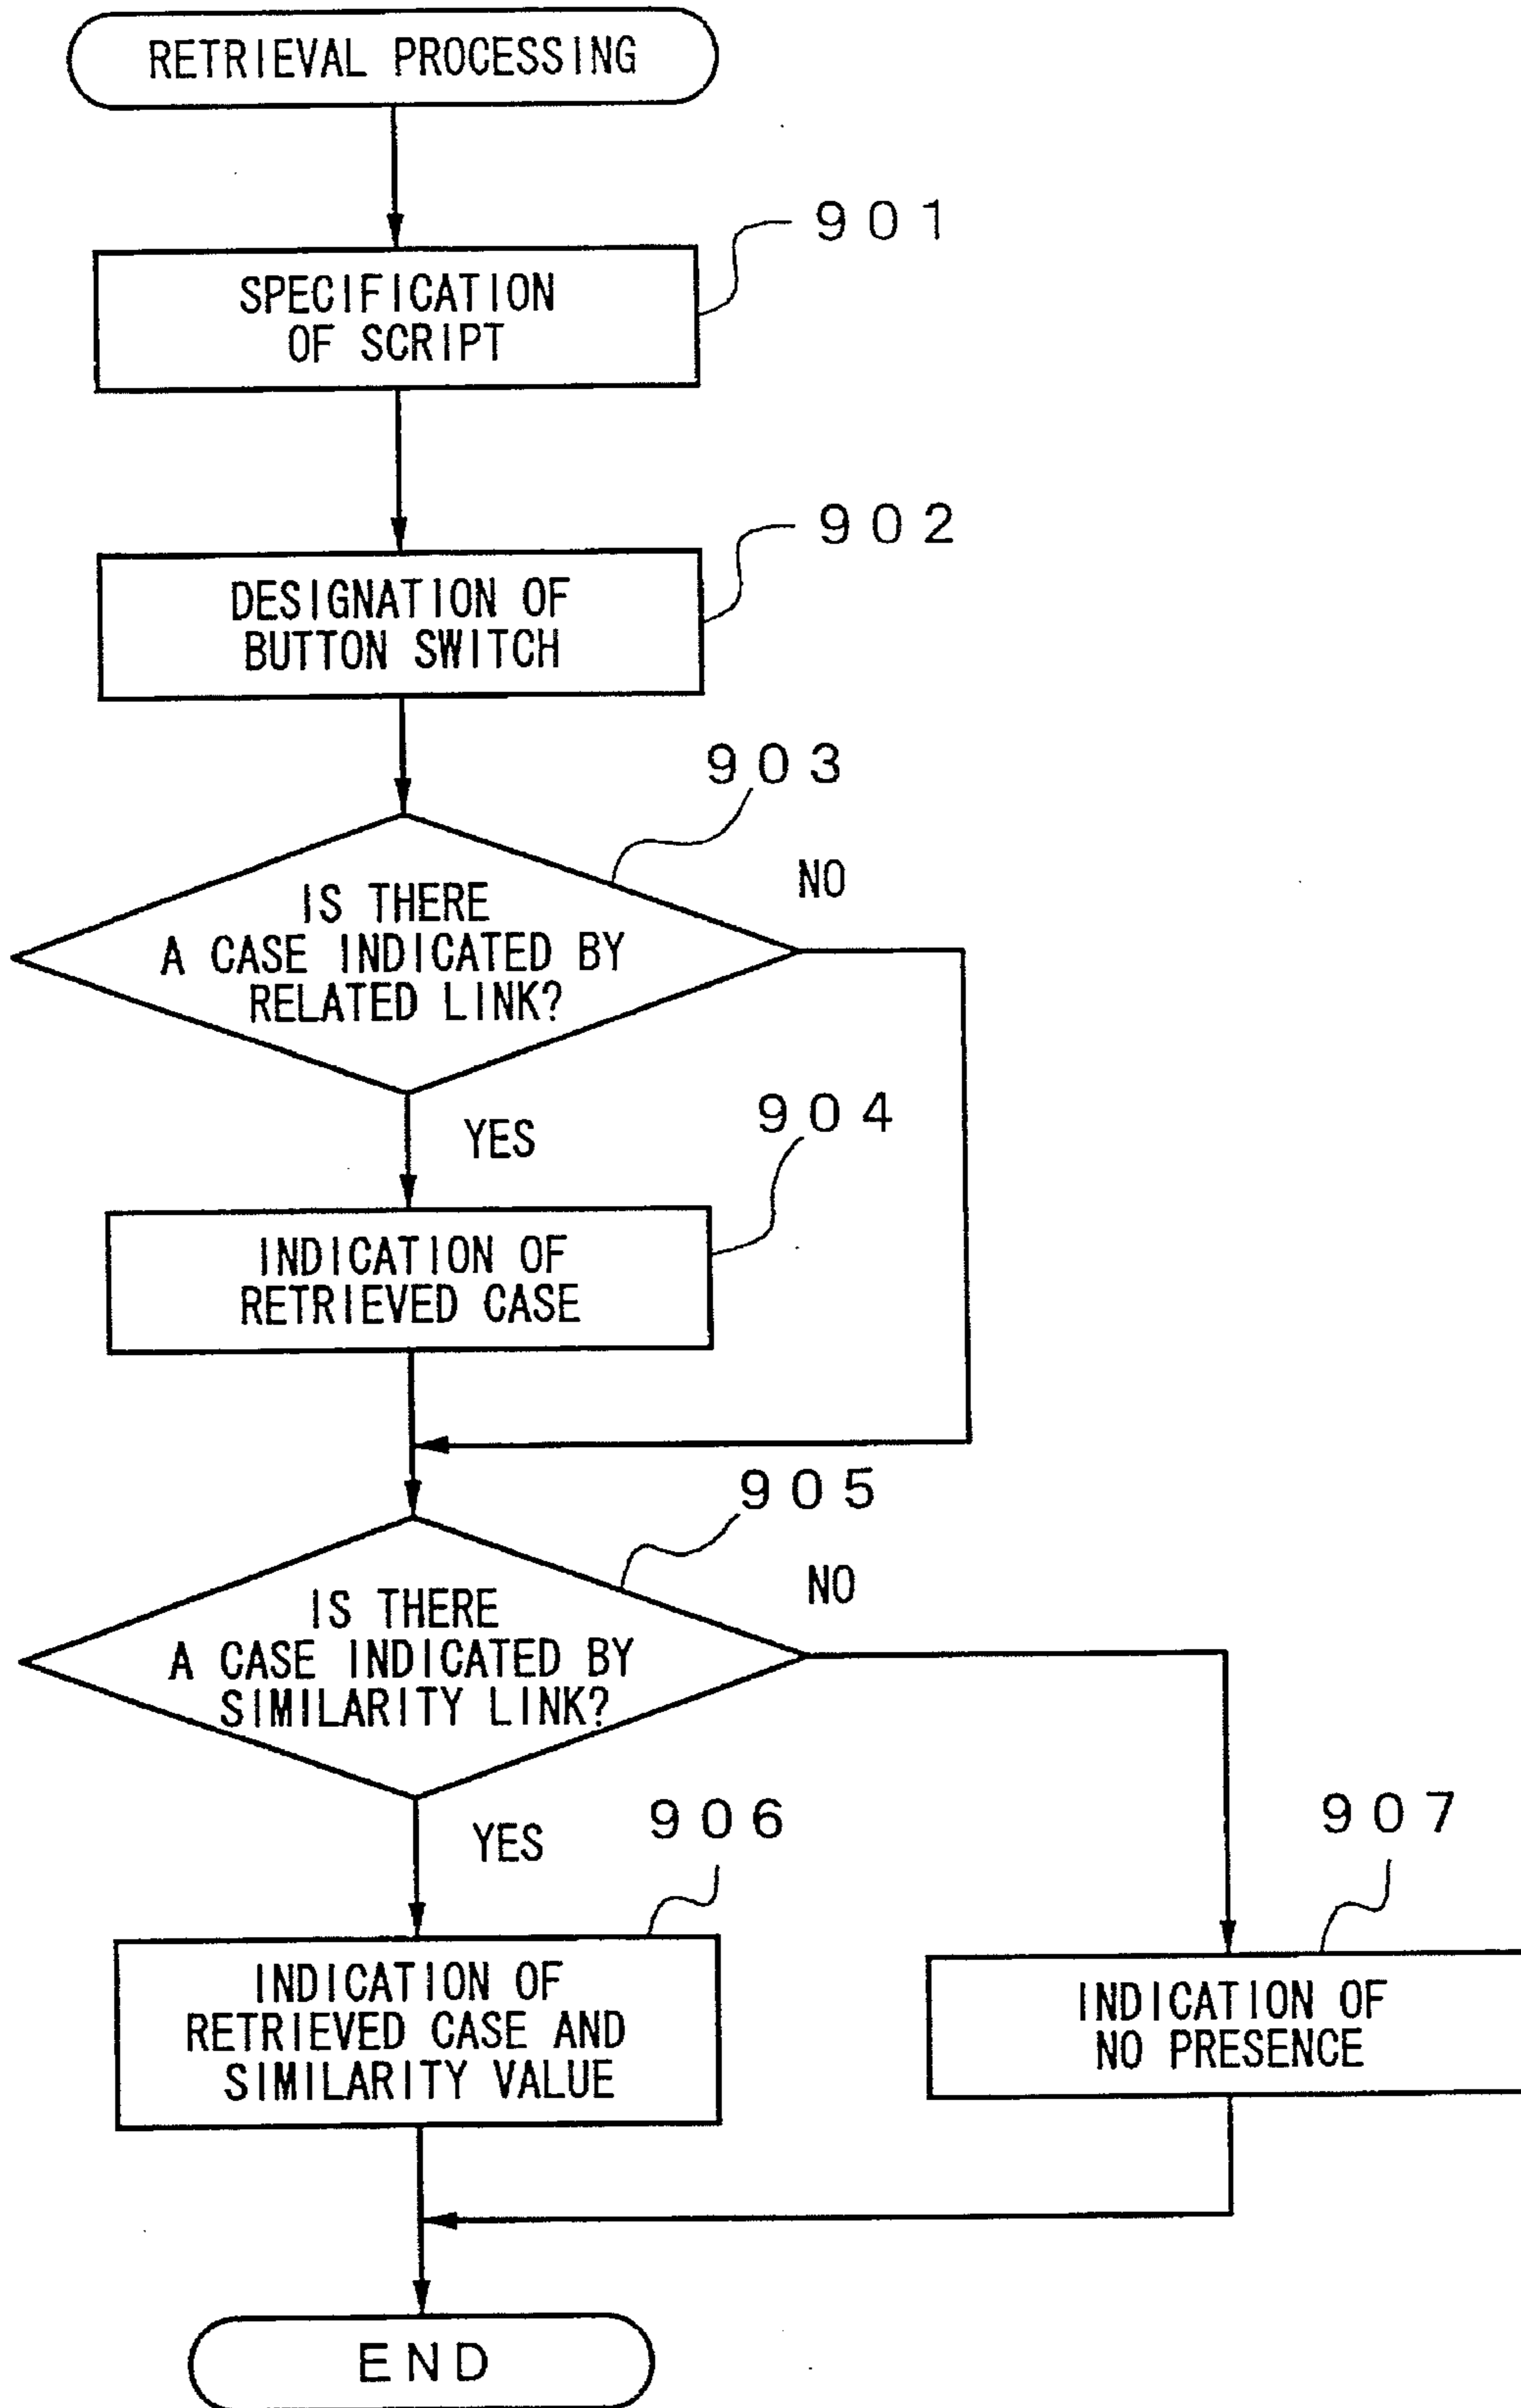 RETRIEVAL PROCESSING
901
SPECIFICATION
OF SCRIPT
902
DESIGNATION OF
BUTTON SWITCH
903
NO
IS THERE
A CASE INDICATED BY
RELATED LINK?
YES
904
INDICATION OF
RETRIEVED CASE
905
NO
IS THERE
A CASE INDICATED BY
SIMILARITY LINK?
YES
906
907
INDICATION OF
RETRIEVED CASE AND
SIMILARITY VALUE
INDICATION OF
NO PRESENCE
END